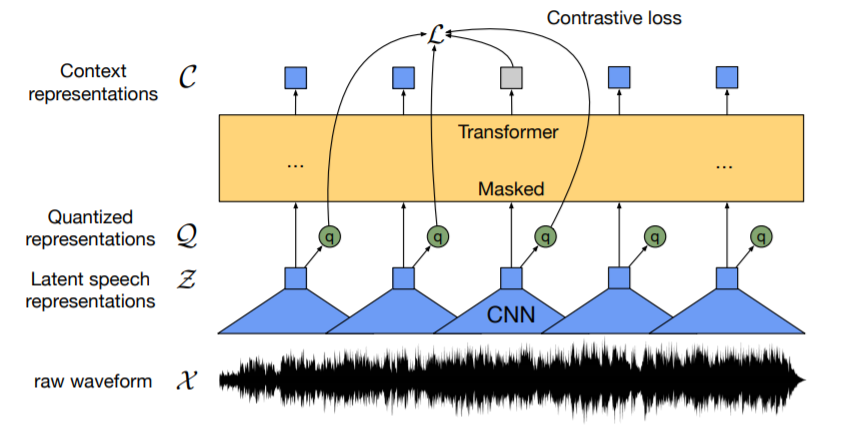 Contrastive loss
ℒ
Context
representations 𝒞
Transformer
... ...
Masked
Quantized
representations 𝒬
q q q q q
Latent speech
representations 𝒵
CNN
raw waveform 𝒳